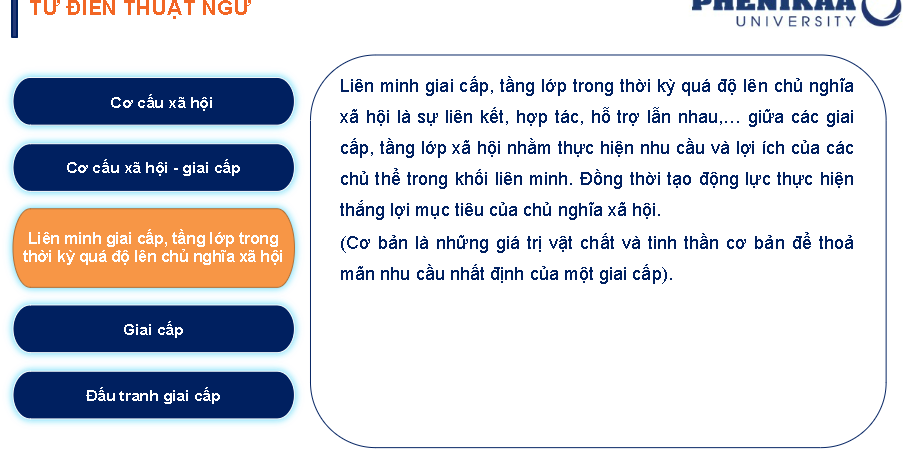 TỪ ĐIỂN THUẬT NGỮ
PHENIKAA
UNIVERSITY
Cơ cấu xã hội
Cơ cấu xã hội - giai cấp
Liên minh giai cấp, tầng lớp trong
thời kỳ quá độ lên chủ nghĩa xã hội
Giai cấp
Đấu tranh giai cấp
Liên minh giai cấp, tầng lớp trong thời kỳ quá độ lên chủ nghĩa
xã hội là sự liên kết, hợp tác, hỗ trợ lẫn nhau,... giữa các giai
cấp, tầng lớp xã hội nhằm thực hiện nhu cầu và lợi ích của các
chủ thể trong khối liên minh. Đồng thời tạo động lực thực hiện
thắng lợi mục tiêu của chủ nghĩa xã hội.
(Cơ bản là những giá trị vật chất và tinh thần cơ bản để thoả
mãn nhu cầu nhất định của một giai cấp).